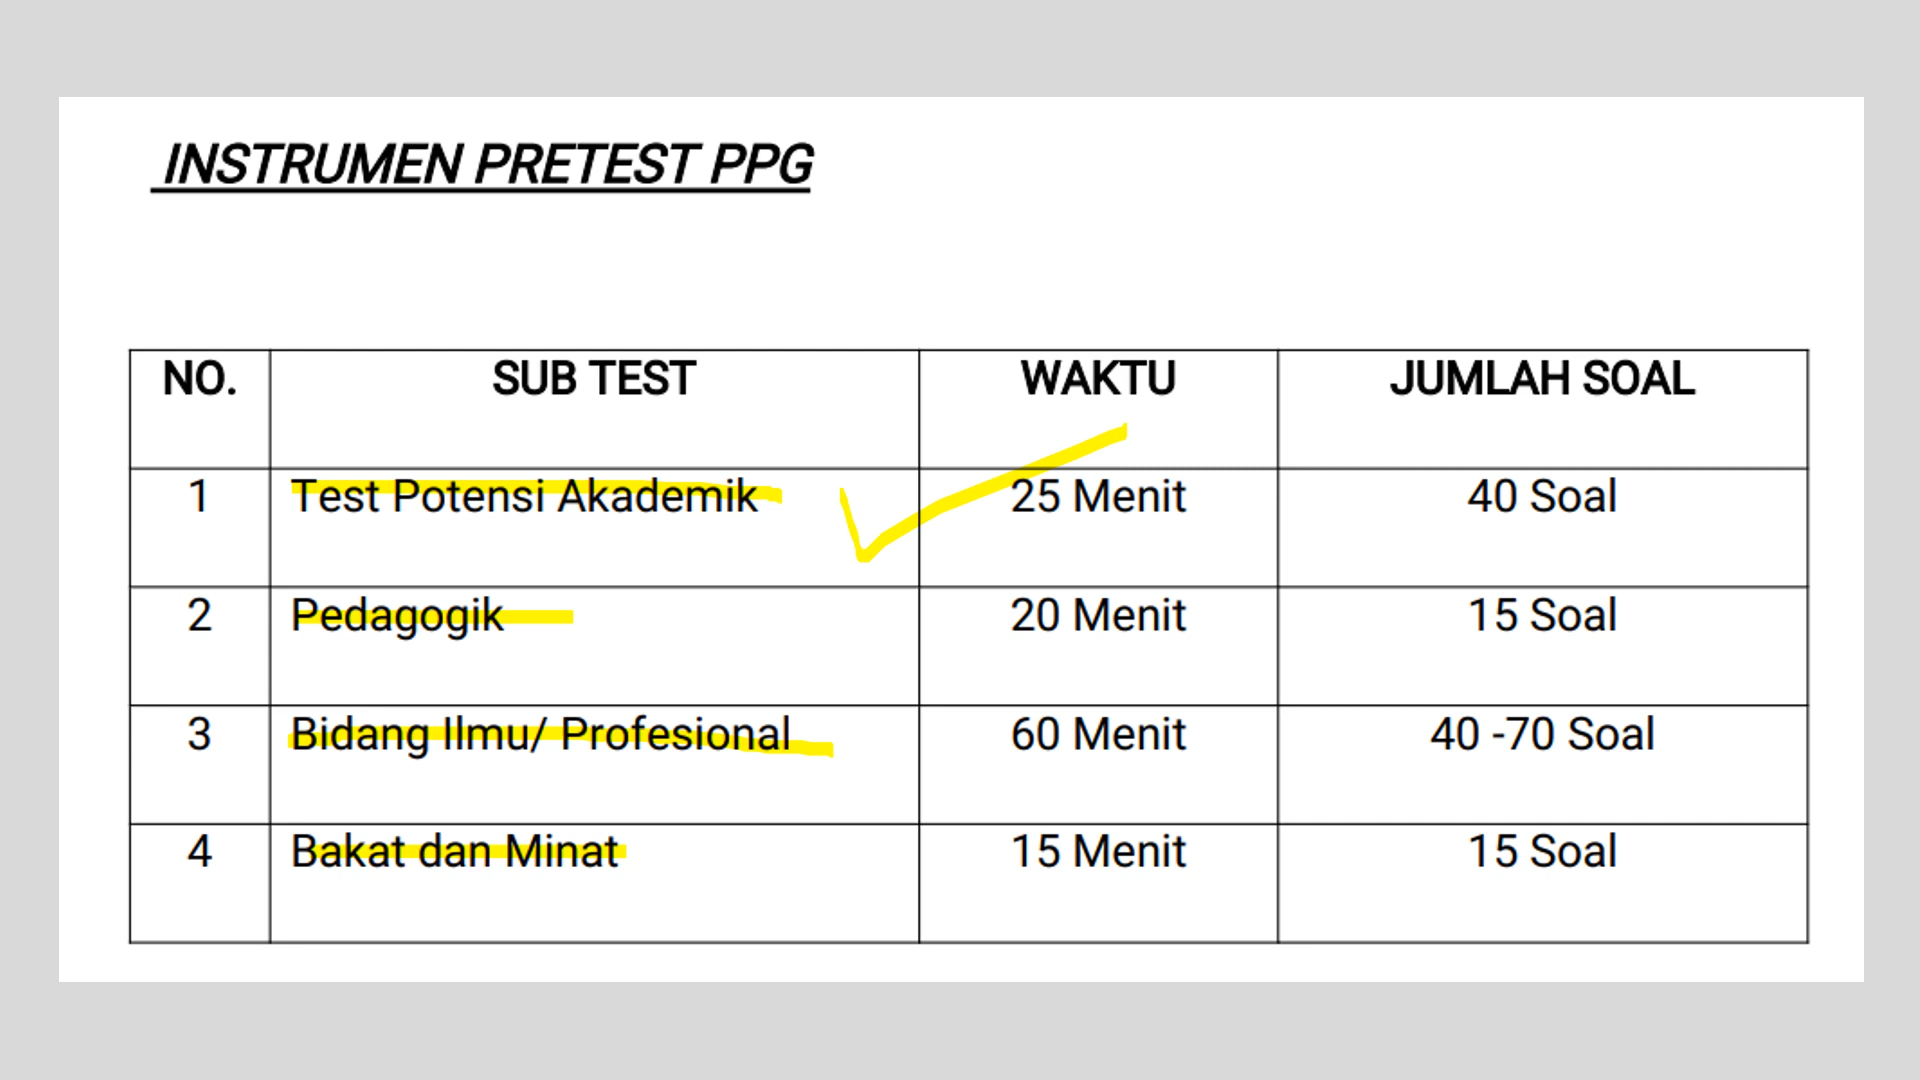 INSTRUMEN PRETEST PPG
NO. SUB TEST WAKTU JUMLAH SOAL
1 Test Potensi Akademik 25 Menit 40 Soal
2 Pedagogik 20 Menit 15 Soal
3 Bidang Ilmu/ Profesional 60 Menit 40 -70 Soal
4 Bakat dan Minat 15 Menit 15 Soal